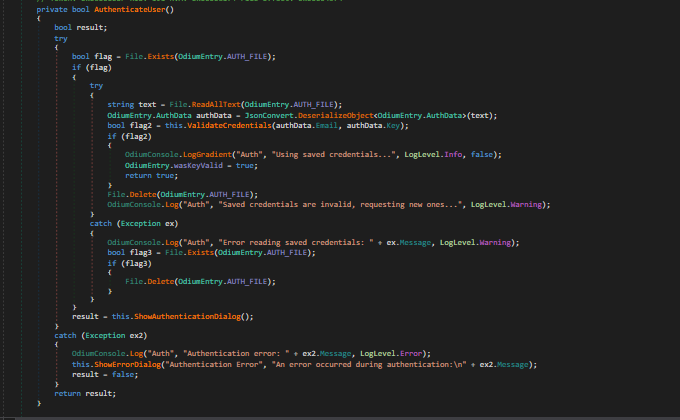 private bool AuthenticateUser()
{
bool result;
try
{
bool flag = File.Exists(OdiumEntry.AUTH_FILE);
if (flag)
{
try
{
string text = File.ReadAllText(OdiumEntry.AUTH_FILE);
OdiumEntry.AuthData authData = JsonConvert.DeserializeObject<OdiumEntry.AuthData>(text);
bool flag2 = this.ValidateCredentials(authData.Email, authData.Key);
if (flag2)
{
OdiumConsole.LogGradient("Auth", "Using saved credentials...", LogLevel.Info, false);
OdiumEntry.wasKeyValid = true;
return true;
}
File.Delete(OdiumEntry.AUTH_FILE);
OdiumConsole.Log("Auth", "Saved credentials are invalid, requesting new ones...", LogLevel.Warning);
}
catch (Exception ex)
{
OdiumConsole.Log("Auth", "Error reading saved credentials: " + ex.Message, LogLevel.Warning);
bool flag3 = File.Exists(OdiumEntry.AUTH_FILE);
if (flag3)
{
File.Delete(OdiumEntry.AUTH_FILE);
}
}
}
result = this.ShowAuthenticationDialog();
}
catch (Exception ex2)
{
OdiumConsole.Log("Auth", "Authentication error: " + ex2.Message, LogLevel.Error);
this.ShowErrorDialog("Authentication Error", "An error occurred during authentication:\n" + ex2.Message);
result = false;
}
return result;
}